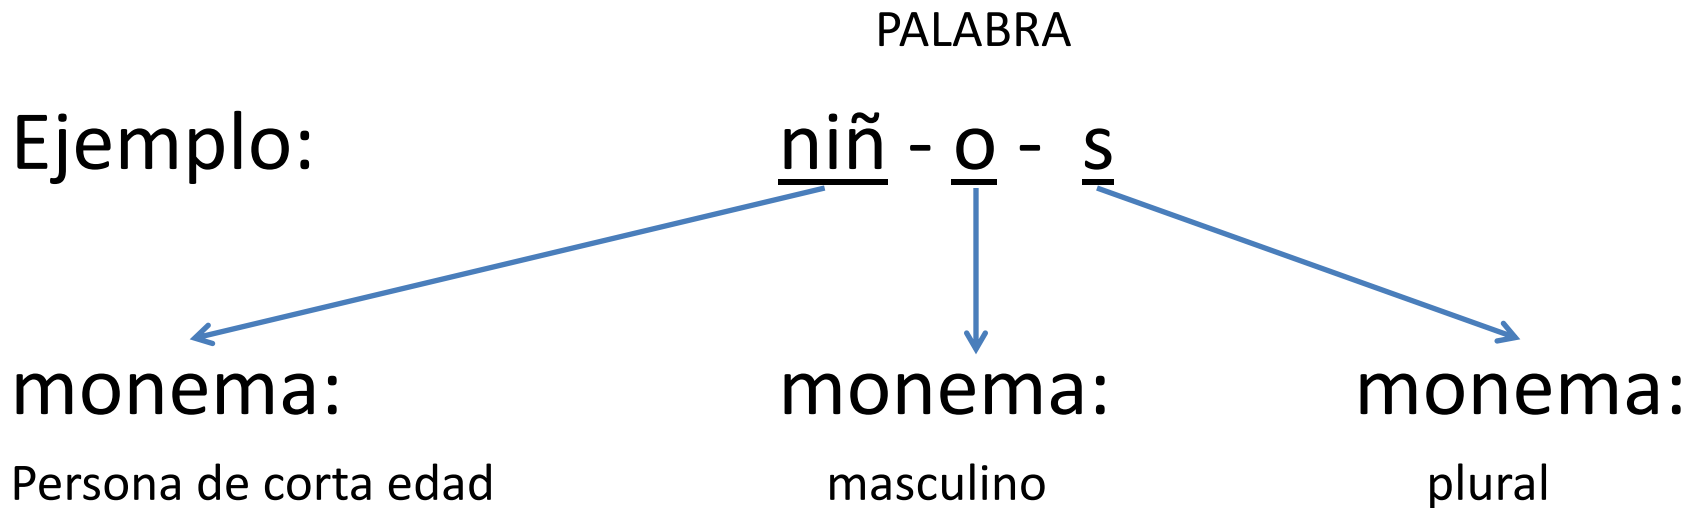 PALABRA
Ejemplo: niñ - o - s
monema: monema: monema:
Persona de corta edad masculino plural